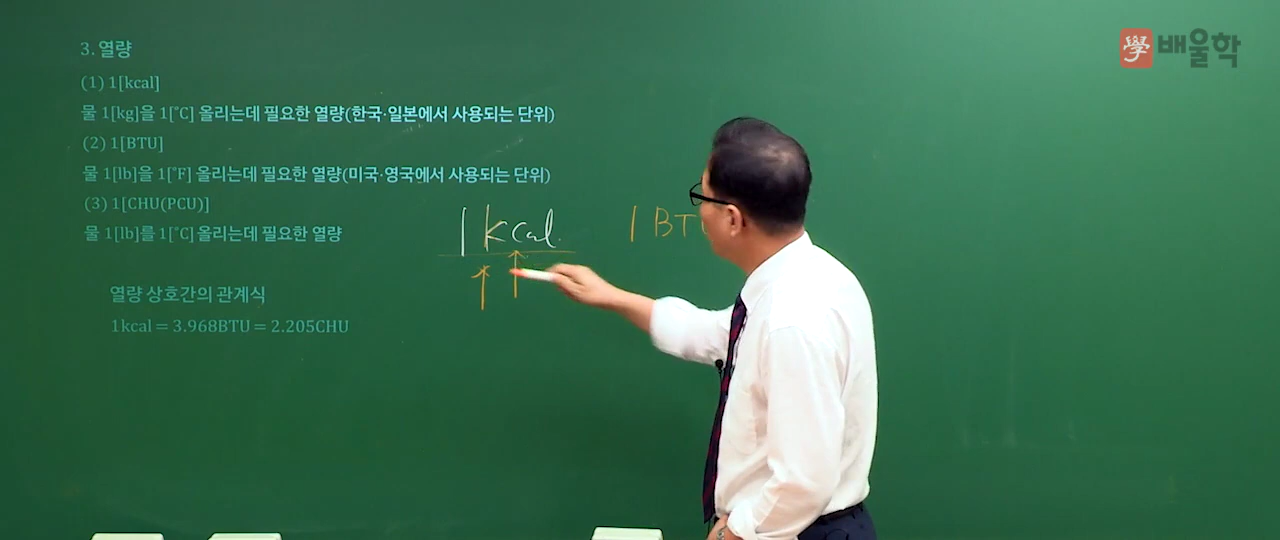 學 배울학
3. 열량
(1) 1[kcal]
물 1[kg]을 1[℃] 올리는데 필요한 열량(한국·일본에서 사용되는 단위)
(2) 1[BTU]
물 1[lb]을 1[℉] 올리는데 필요한 열량(미국·영국에서 사용되는 단위)
(3) 1[CHU(PCU)]
물 1[lb]를 1[℃] 올리는데 필요한 열량
1 kcal. 1 BT
열량 상호간의 관계식
1kcal = 3.968BTU = 2.205CHU